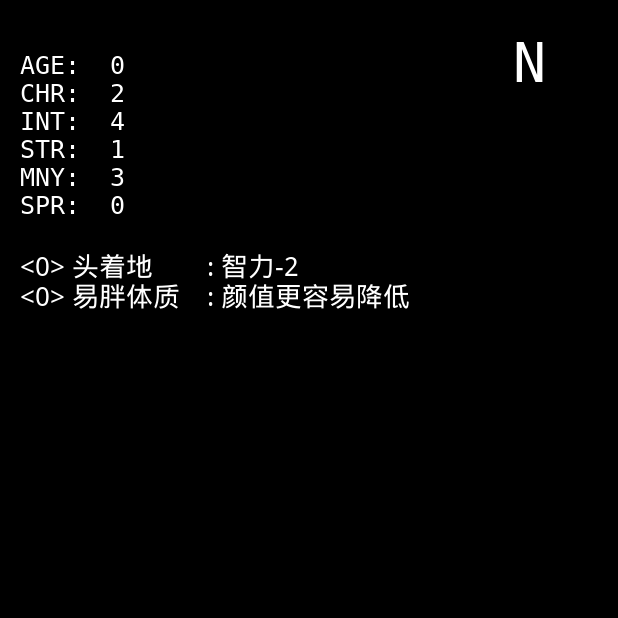 N
AGE: 0
CHR: 2
INT: 4
STR: 1
MNY: 3
SPR: 0
<O> 头着地 : 智力-2
<O> 易胖体质 : 颜值更容易降低